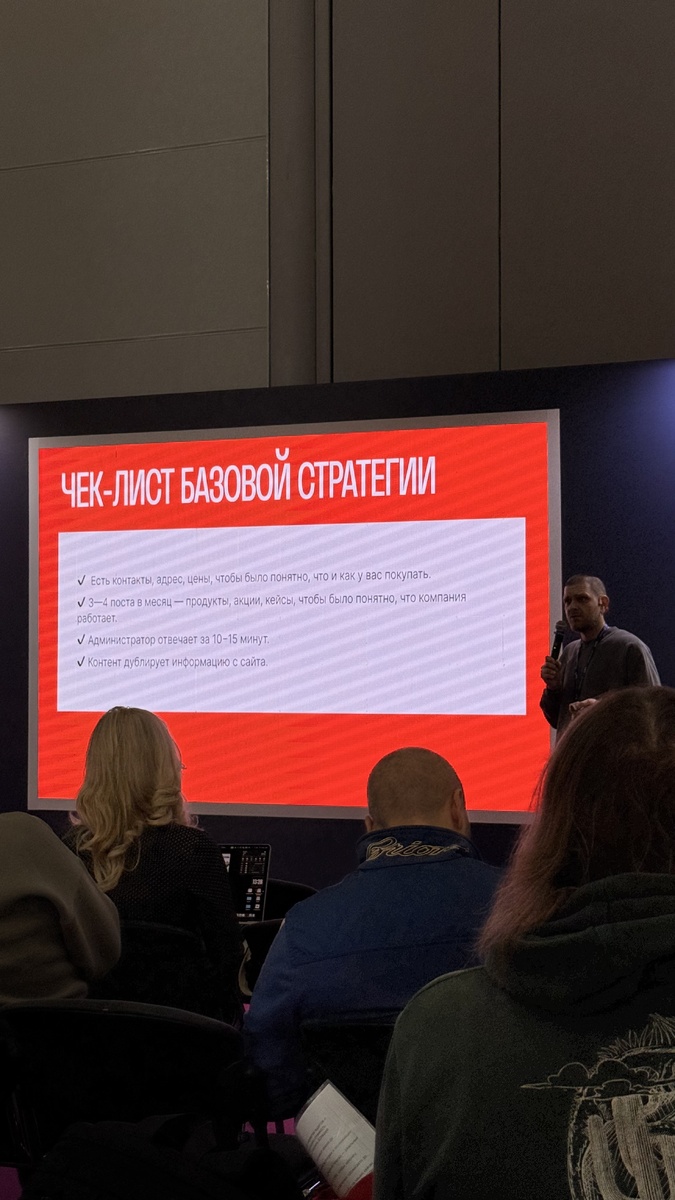 ЧЕК-ЛИСТ БАЗОВОЙ СТРАТЕГИИ
✓ Есть контакты, адрес, цены, чтобы было понятно, что и как у вас покупать.
✓ 3—4 поста в месяц — продукты, акции, кейсы, чтобы было понятно, что компания
работает.
✓ Администратор отвечает за 10–15 минут.
✓ Контент дублирует информацию с сайта.
Brioni